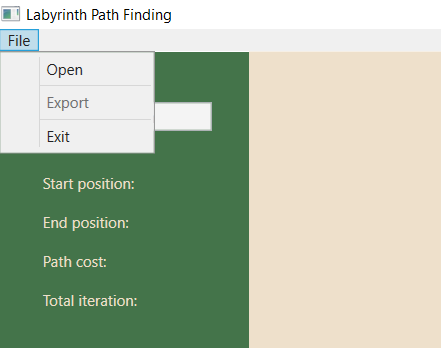 Labyrinth Path Finding
File
Open
Export
Exit
Start position:
End position:
Path cost:
Total iteration: